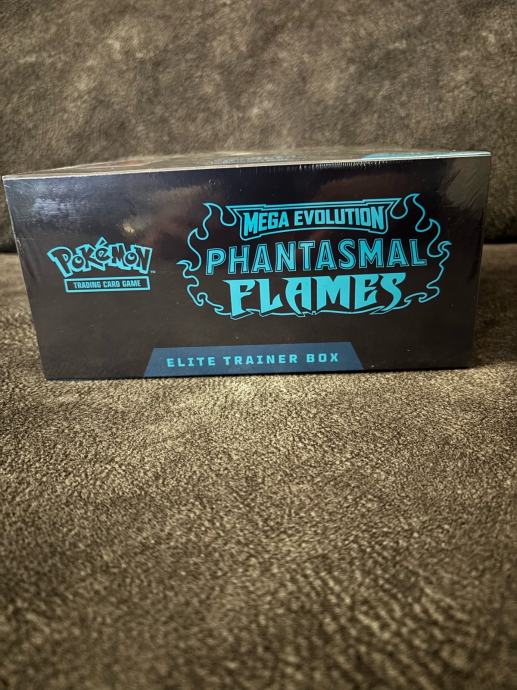 MEGA EVOLUTION
POKéMON
TRADING CARD GAME
PHANTASMAL
FLAMES
ELITE TRAINER BOX